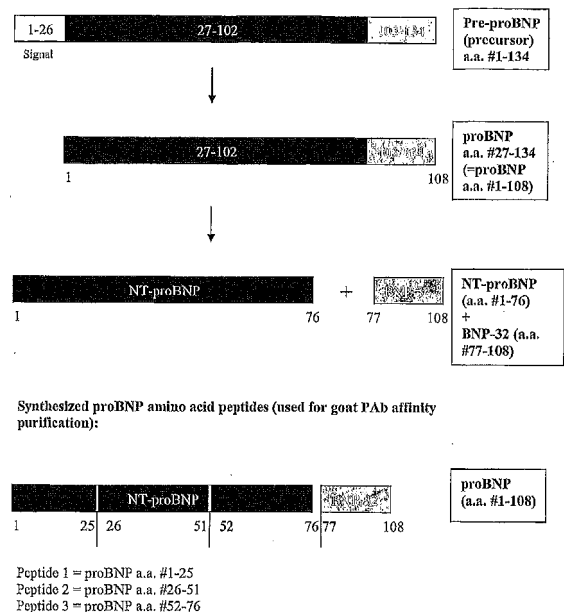 1-26
27-102
103-134
Signal
Pre-proBNP
(precursor)
a.a. #1-134
27-102
1
108
proBNP
a.a. #27-134
(=proBNP
a.a. #1-108)
NT-proBNP
+
1
76
77
108
NT-proBNP
(a.a. #1-76)
+
BNP-32 (a.a.
#77-108)
Synthesized proBNP amino acid peptides (used for goat PAb affinity
purification):
NT-proBNP
1
25
26
51
52
76
77
108
proBNP
(a.a. #1-108)
Peptide 1 = proBNP a.a. #1-25
Peptide 2 = proBNP a.a. #26-51
Peptide 3 = proBNP a.a. #52-76